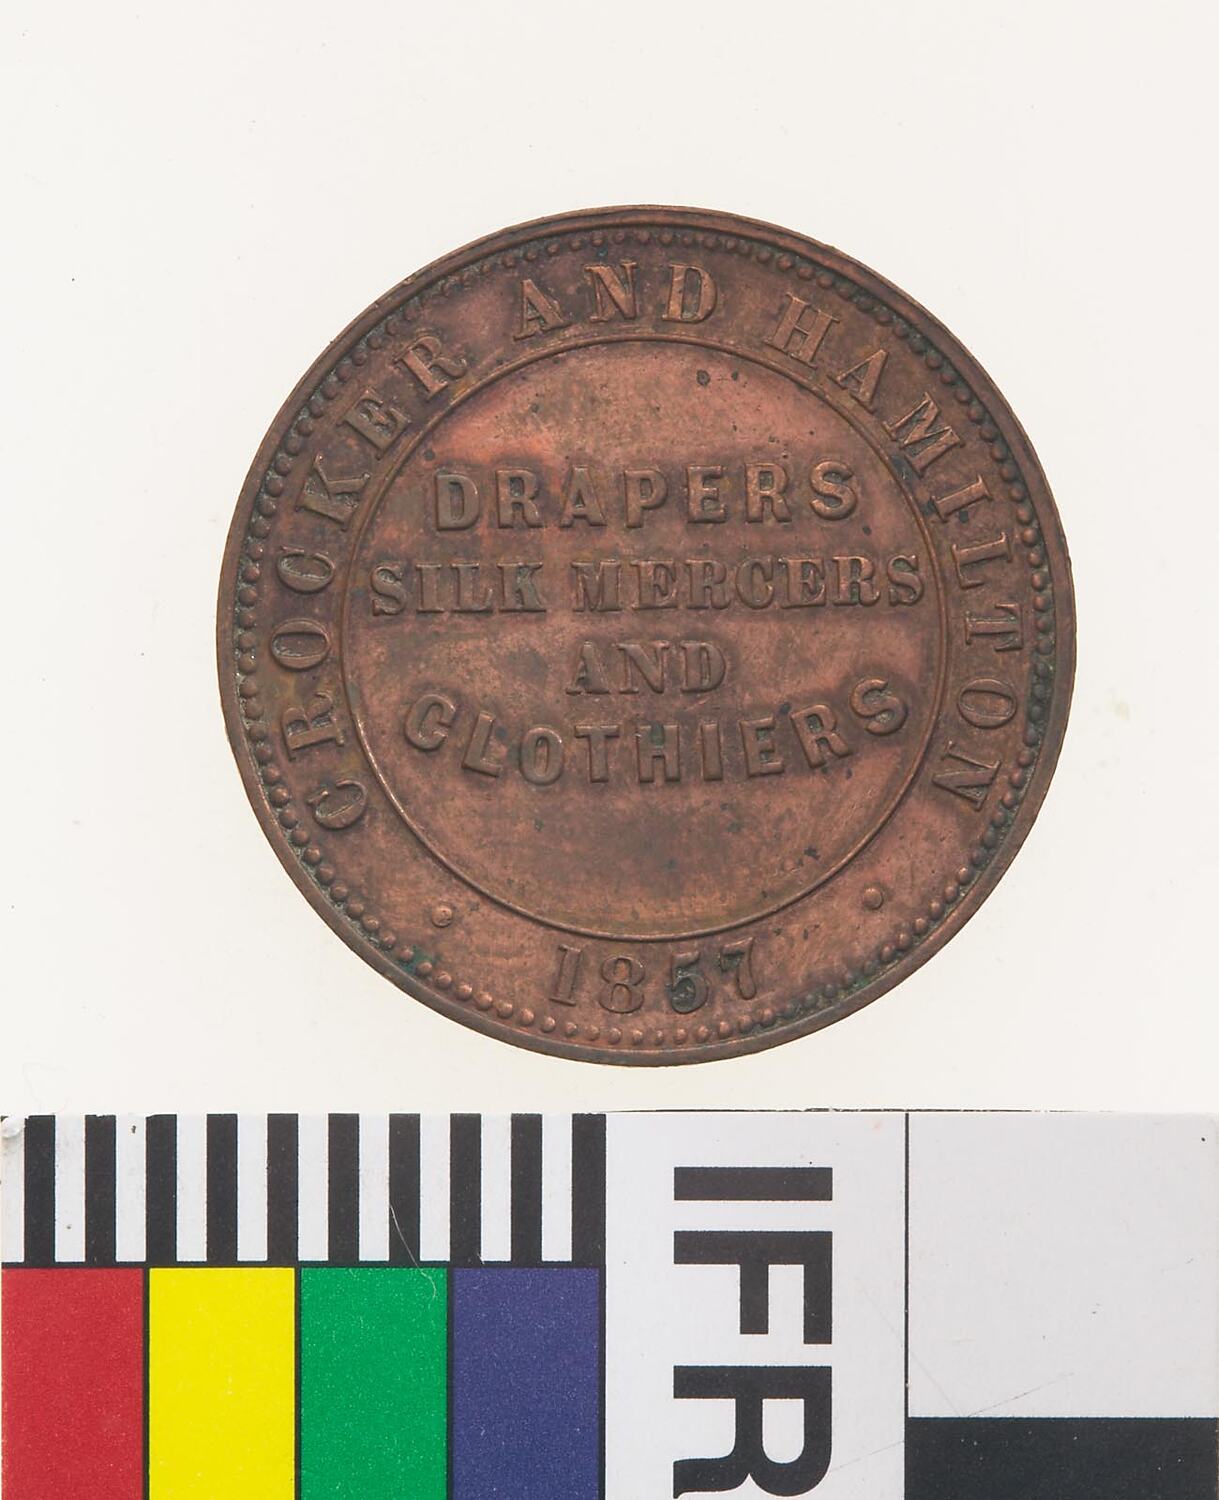 CROCKER AND HAMILTON
DRAPERS
SILK MERCERS
AND
CLOTHIERS
1857
IFR